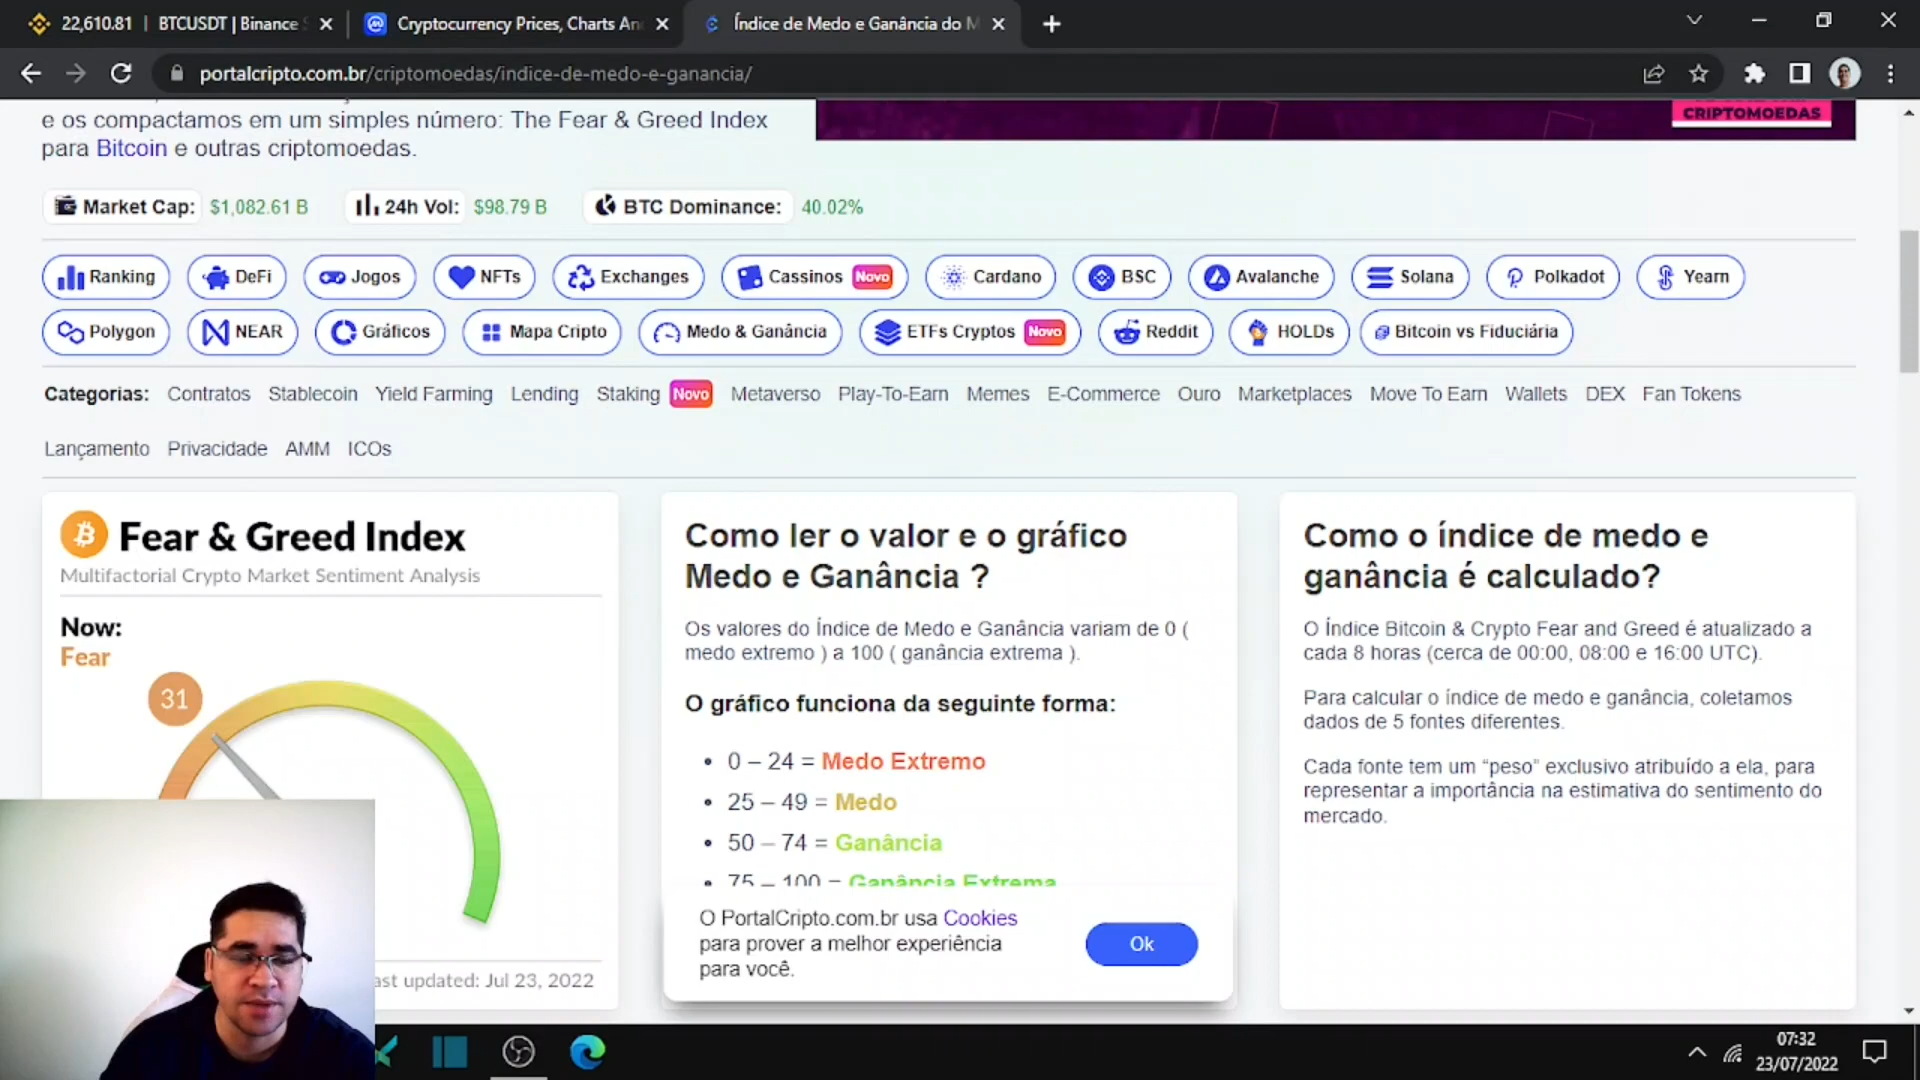 22,610.81 | BTCUSDT | Binance
Cryptocurrency Prices, Charts An
Índice de Medo e Ganância do M
portalcripto.com.br/criptomoedas/indice-de-medo-e-ganancia/
CRIPTOMOEDAS
e os compactamos em um simples número: The Fear & Greed Index
para Bitcoin e outras criptomoedas.
Market Cap: $1,082.61 B 24h Vol: $98.79 B BTC Dominance: 40.02%
Ranking DeFi Jogos NFTs Exchanges Cassinos Novo Cardano BSC Avalanche Solana Polkadot Yearn
Polygon NEAR Gráficos Mapa Cripto Medo & Ganância ETFs Cryptos Novo Reddit HOLDs Bitcoin vs Fiduciária
Categorias: Contratos Stablecoin Yield Farming Lending Staking Novo Metaverso Play-To-Earn Memes E-Commerce Ouro Marketplaces Move To Earn Wallets DEX Fan Tokens
Lançamento Privacidade AMM ICOs
Fear & Greed Index
Multifactorial Crypto Market Sentiment Analysis
Now:
Fear
31
ast updated: Jul 23, 2022
Como ler o valor e o gráfico
Medo e Ganância ?
Os valores do Índice de Medo e Ganância variam de 0 (
medo extremo ) a 100 ( ganância extrema ).
O gráfico funciona da seguinte forma:
• 0 – 24 = Medo Extremo
• 25 – 49 = Medo
• 50 – 74 = Ganância
• 75 – 100 = Ganância Extrema
O PortalCripto.com.br usa Cookies
para prover a melhor experiência
para você.
Ok
Como o índice de medo e
ganância é calculado?
O Índice Bitcoin & Crypto Fear and Greed é atualizado a
cada 8 horas (cerca de 00:00, 08:00 e 16:00 UTC).
Para calcular o índice de medo e ganância, coletamos
dados de 5 fontes diferentes.
Cada fonte tem um “peso” exclusivo atribuído a ela, para
representar a importância na estimativa do sentimento do
mercado.
07:32
23/07/2022